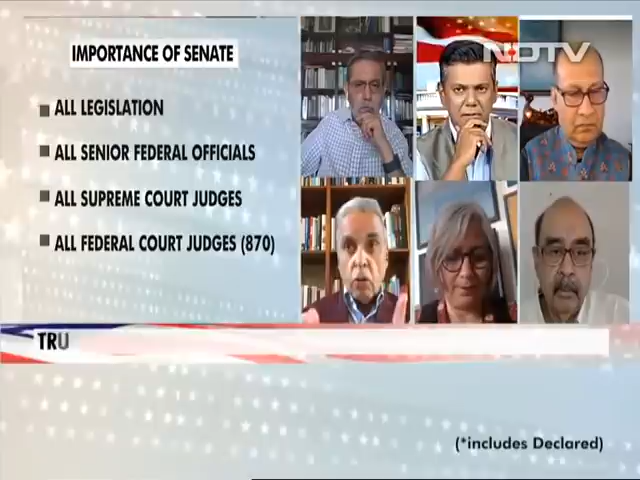 IMPORTANCE OF SENATE
NDTV
ALL LEGISLATION
ALL SENIOR FEDERAL OFFICIALS
ALL SUPREME COURT JUDGES
ALL FEDERAL COURT JUDGES (870)
TRU
(*includes Declared)